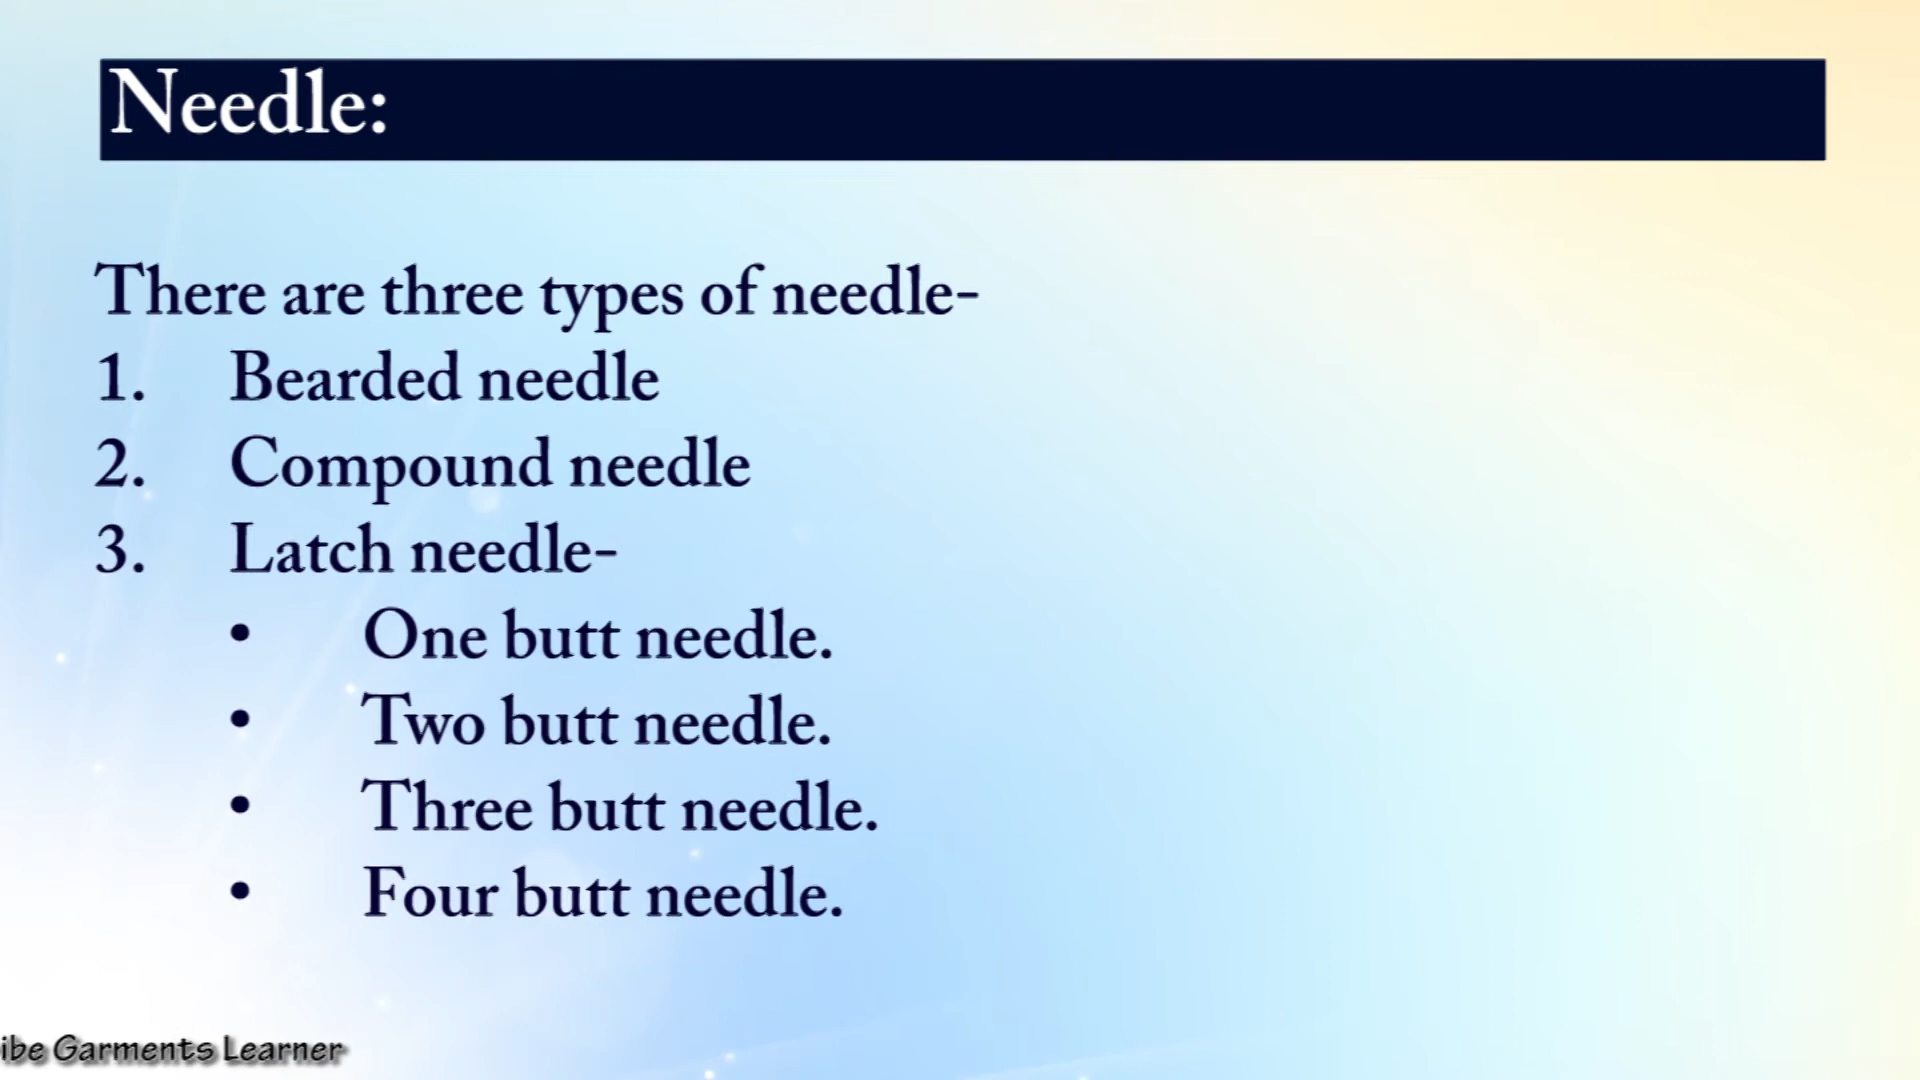 Needle:
There are three types of needle-
1. Bearded needle
2. Compound needle
3. Latch needle-
• One butt needle.
• Two butt needle.
• Three butt needle.
• Four butt needle.
ibe Garments Learner